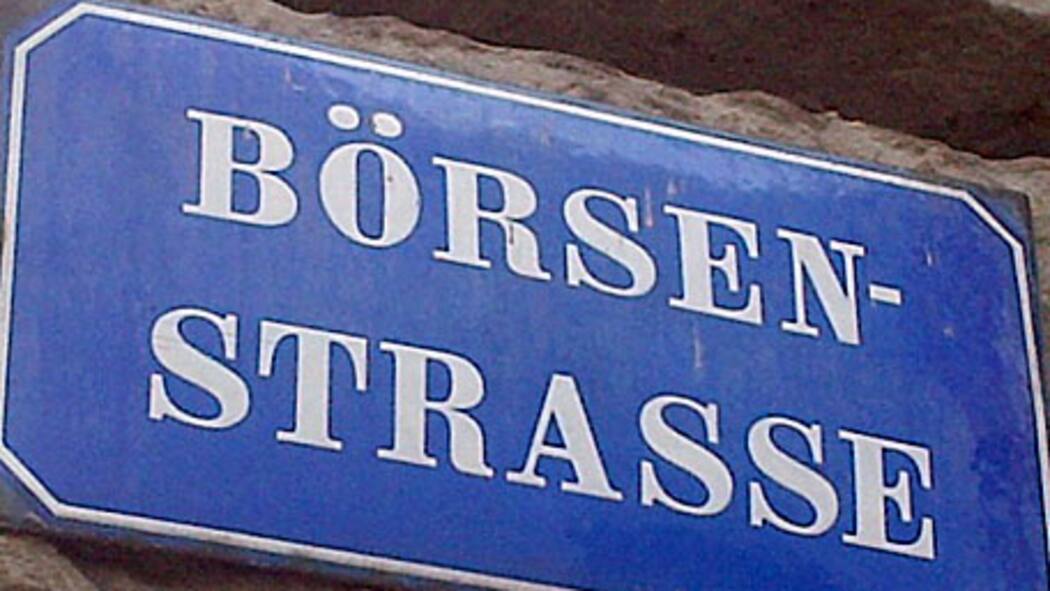 BÖRSEN-
STRASSE